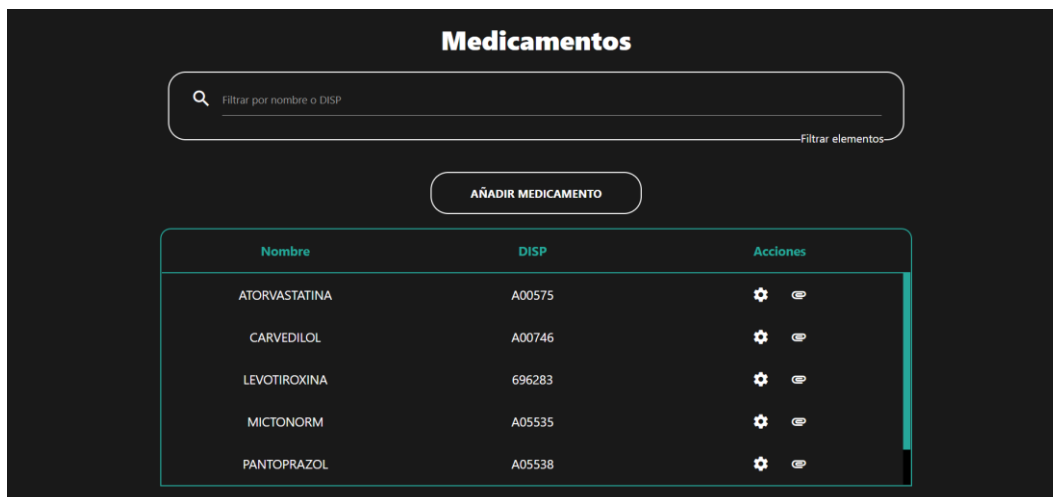 Medicamentos
Filtrar por nombre o DISP
Filtrar elementos
AÑADIR MEDICAMENTO
Nombre DISP Acciones
ATORVASTATINA A00575
CARVEDILOL A00746
LEVOTIROXINA 696283
MICTONORM A05535
PANTOPRAZOL A05538